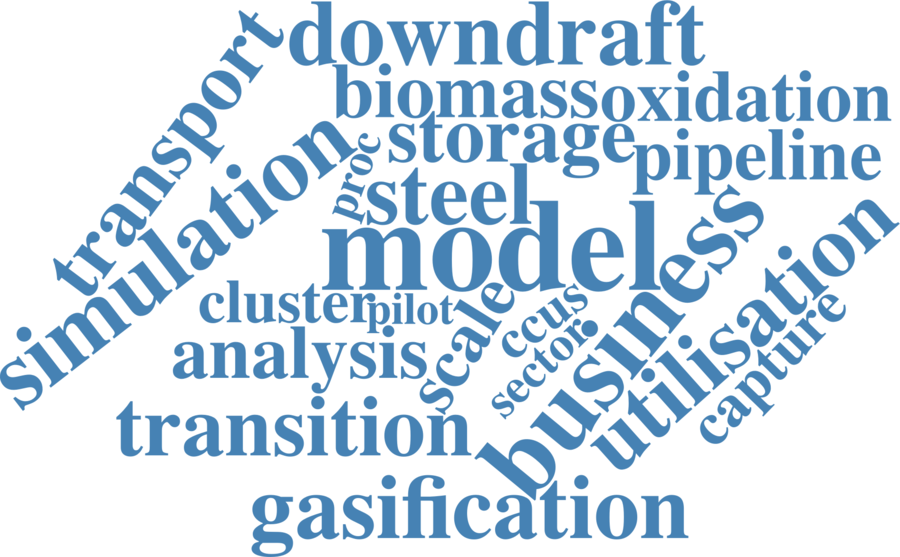 downdraft
transport
biomass
oxidation
storage
simulation
proc
pipeline
steel
model
business
utilisation
cluster
pilot
scale
ccus
sector
capture
analysis
transition
gasification